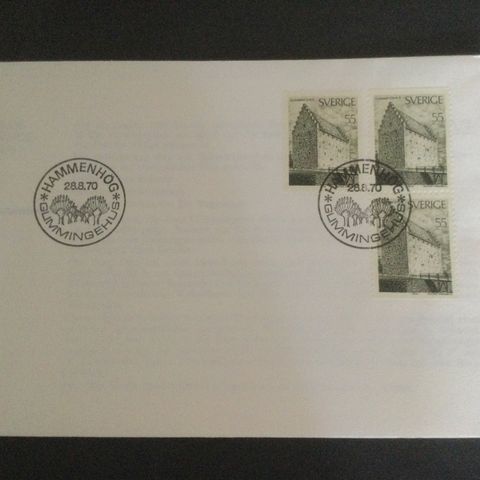 SVERIGE
55
SVERIGE
55
*HAMMENHÖG*
28.8.70
GLIMMINGEHUS
*HAMMENHÖG*
28.8.70
GLIMMINGEHUS
SVERIGE
55